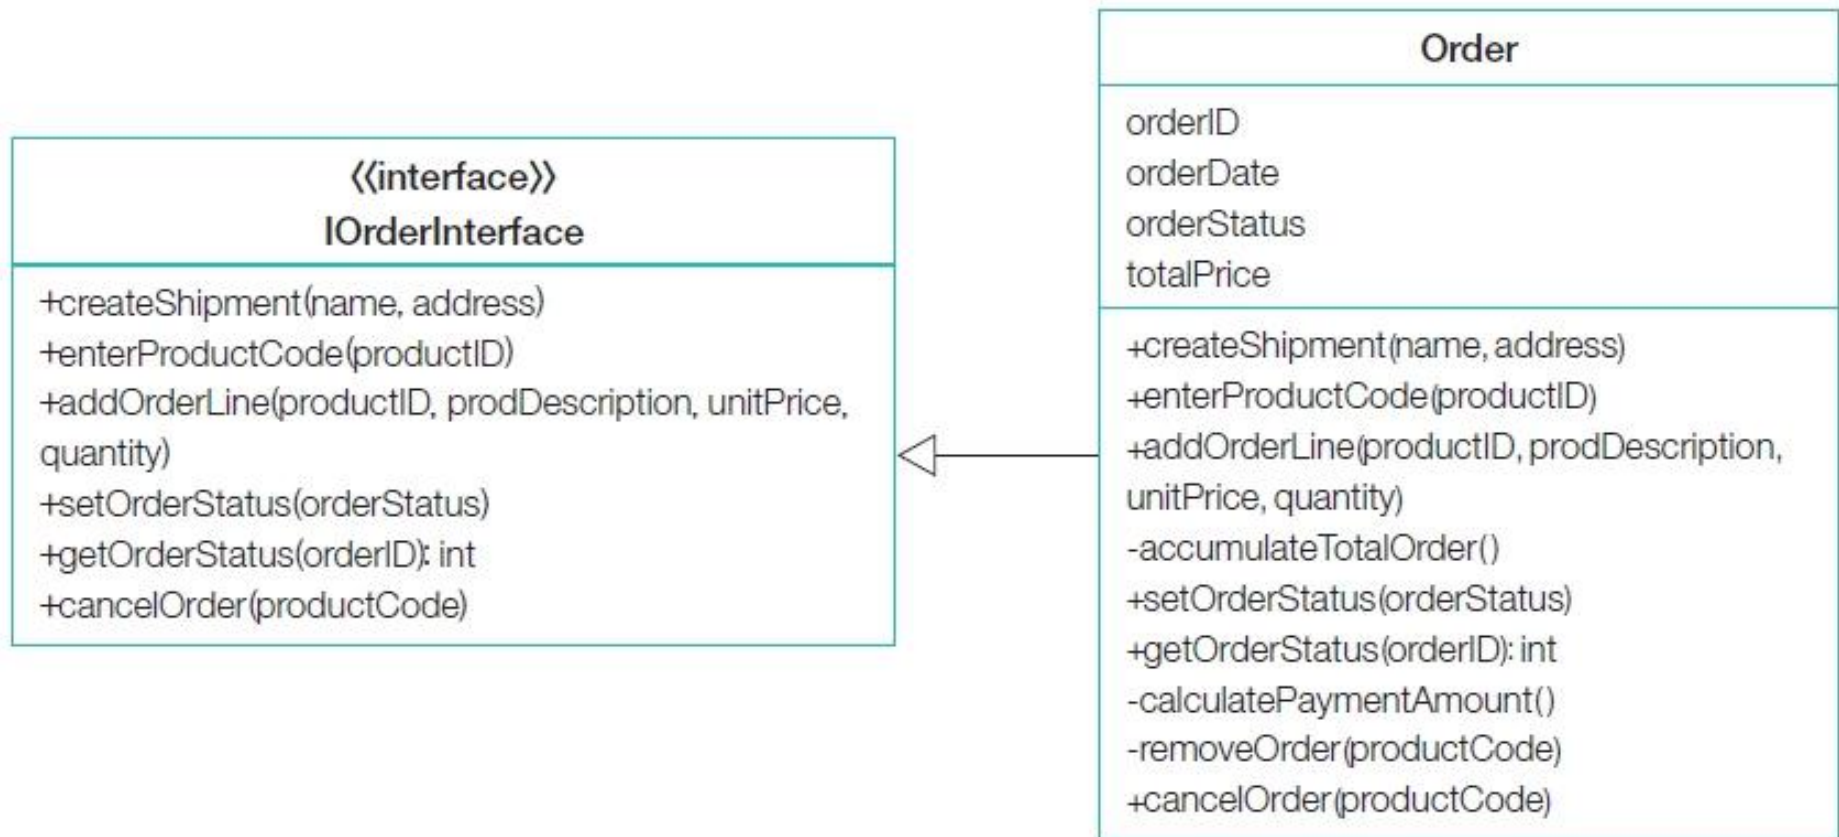 ⟨⟨interface⟩⟩
IOrderInterface
+createShipment(name, address)
+enterProductCode(productID)
+addOrderLine(productID, prodDescription, unitPrice,
quantity)
+setOrderStatus(orderStatus)
+getOrderStatus(orderID): int
+cancelOrder(productCode)
Order
orderID
orderDate
orderStatus
totalPrice
+createShipment(name, address)
+enterProductCode(productID)
+addOrderLine(productID, prodDescription,
unitPrice, quantity)
-accumulateTotalOrder()
+setOrderStatus(orderStatus)
+getOrderStatus(orderID): int
-calculatePaymentAmount()
-removeOrder(productCode)
+cancelOrder(productCode)